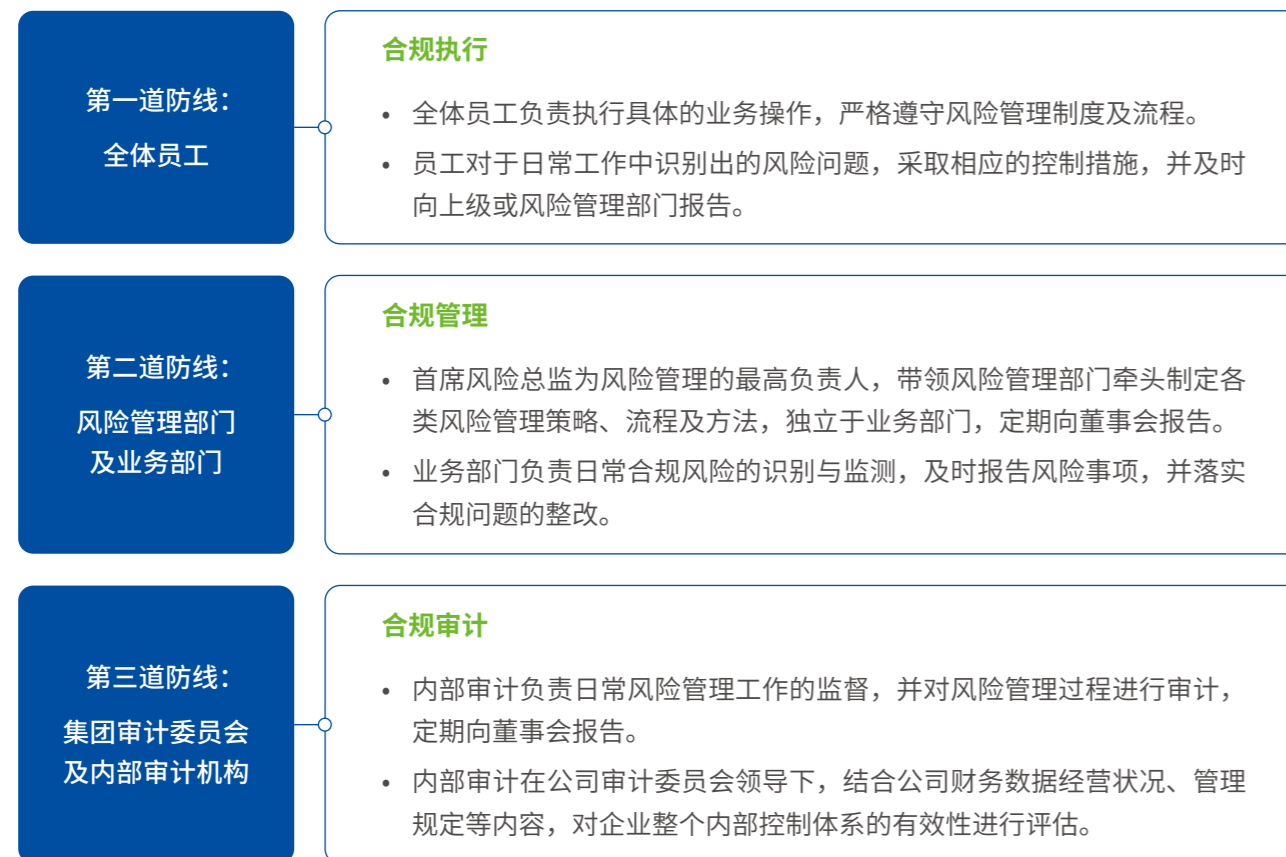 第一道防线：
全体员工
合规执行
• 全体员工负责执行具体的业务操作，严格遵守风险管理制度及流程。
• 员工对于日常工作中识别出的风险问题，采取相应的控制措施，并及时
向上级或风险管理部门报告。
第二道防线：
风险管理部门
及业务部门
合规管理
• 首席风险总监为风险管理的最高负责人，带领风险管理部门牵头制定各
类风险管理策略、流程及方法，独立于业务部门，定期向董事会报告。
• 业务部门负责日常合规风险的识别与监测，及时报告风险事项，并落实
合规问题的整改。
第三道防线：
集团审计委员会
及内部审计机构
合规审计
• 内部审计负责日常风险管理工作的监督，并对风险管理过程进行审计，
定期向董事会报告。
• 内部审计在公司审计委员会领导下，结合公司财务数据经营状况、管理
规定等内容，对企业整个内部控制体系的有效性进行评估。